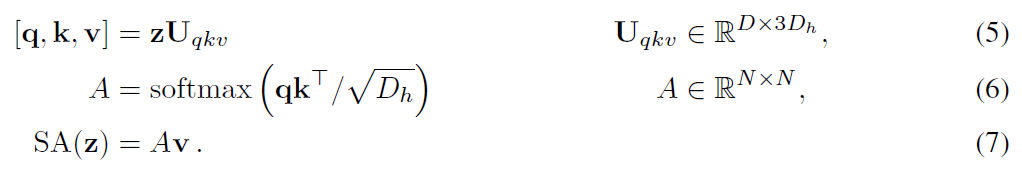 [q, k, v] = zU_{qkv} U_{qkv} ∈ ℝ^{D×3D_h}, (5)
A = softmax(qk^⊤/√D_h) A ∈ ℝ^{N×N}, (6)
SA(z) = Av. (7)